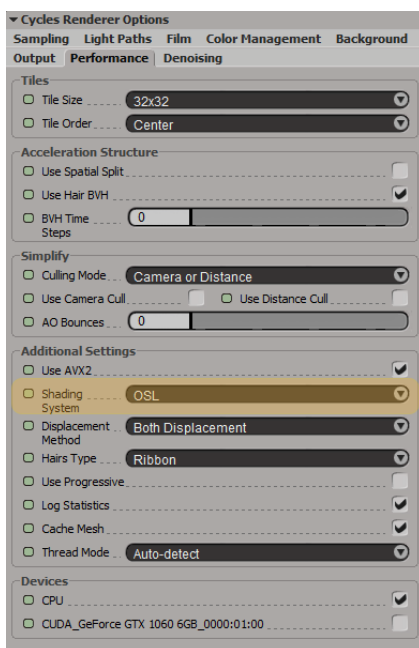 Cycles Renderer Options
Sampling Light Paths Film Color Management Background
Output Performance Denoising
Tiles
Tile Size 32x32
Tile Order Center
Acceleration Structure
Use Spatial Split
Use Hair BVH
BVH Time Steps 0
Simplify
Culling Mode Camera or Distance
Use Camera Cull Use Distance Cull
AO Bounces 0
Additional Settings
Use AVX2
Shading System OSL
Displacement Method Both Displacement
Hairs Type Ribbon
Use Progressive
Log Statistics
Cache Mesh
Thread Mode Auto-detect
Devices
CPU
CUDA_GeForce GTX 1060 6GB_0000:01:00